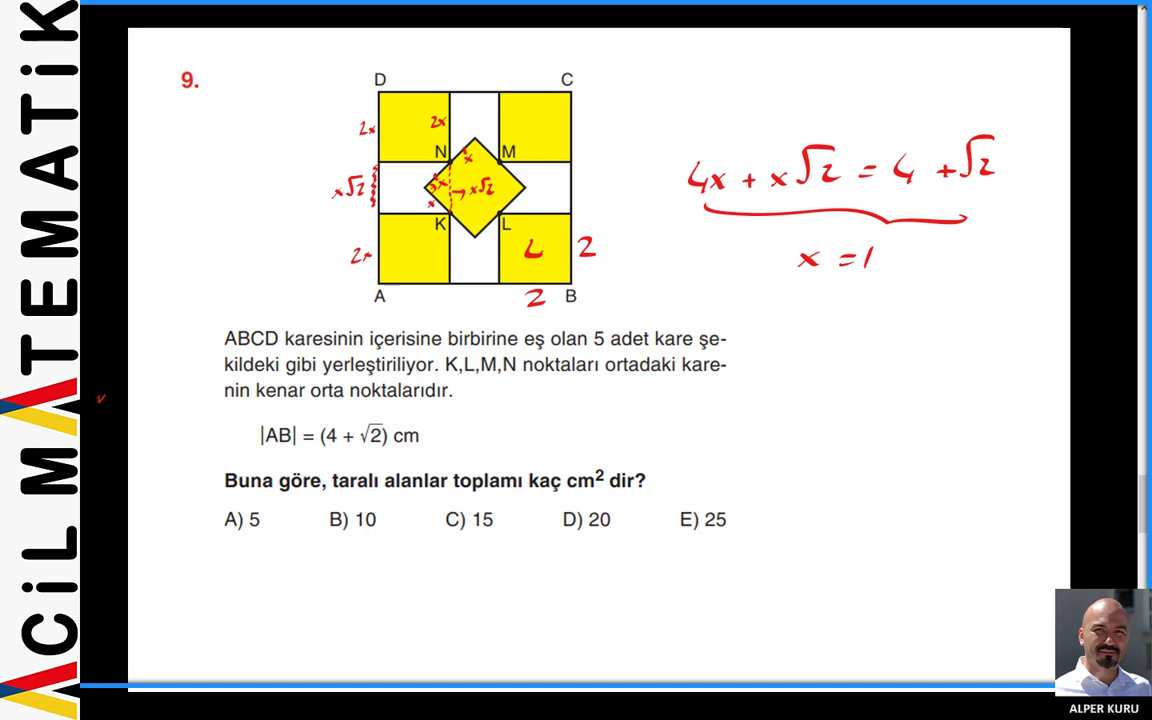 ACiLMATEMATiK
9.
D C
2x 2x
N M
x
x√2 x → x√2
x
K L
2x 4 2
A 2 B
4x + x√2 = 4 + √2
x = 1
ABCD karesinin içerisine birbirine eş olan 5 adet kare şe-
kildeki gibi yerleştiriliyor. K,L,M,N noktaları ortadaki kare-
nin kenar orta noktalarıdır.
|AB| = (4 + √2) cm
Buna göre, taralı alanlar toplamı kaç cm² dir?
A) 5 B) 10 C) 15 D) 20 E) 25
ALPER KURU